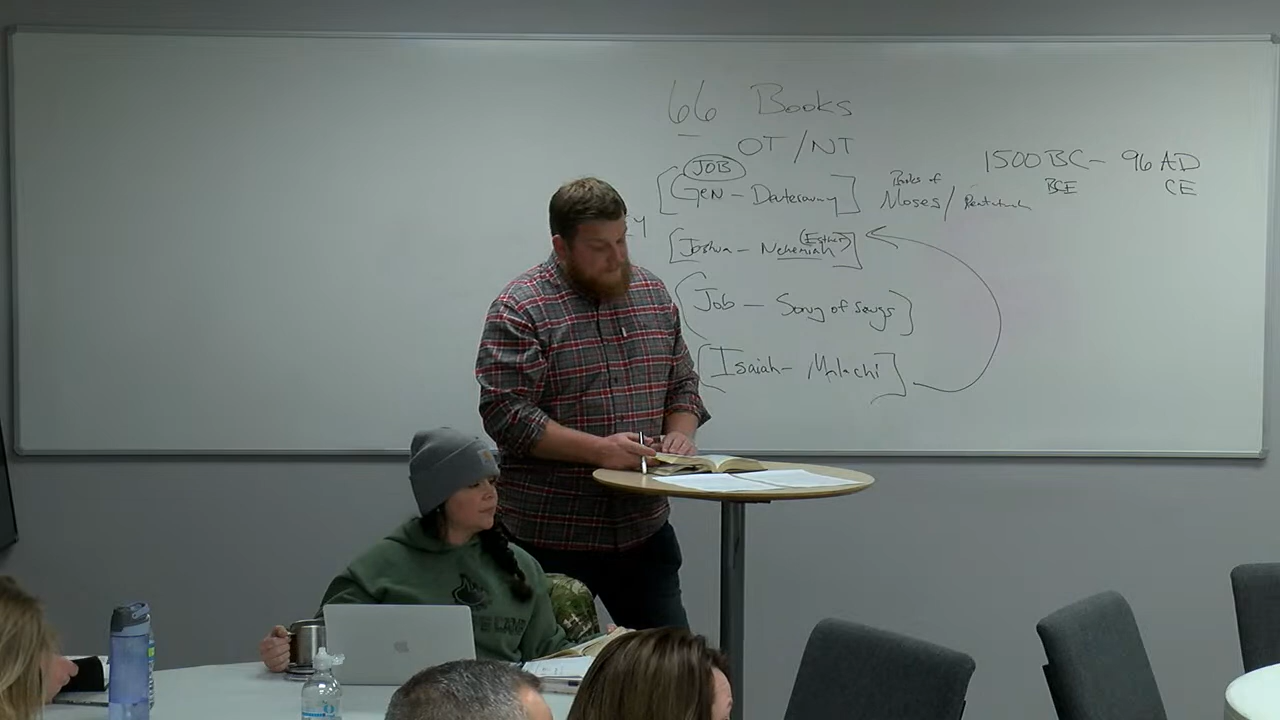 66 Books
OT/NT
JOB
1500 BC - 96 AD
BCE CE
[Gen - Deuteronomy] Books of Moses / Pentateuch
[Joshua - Nehemiah (Esther)]
[Job - Song of Songs]
[Isaiah - Malachi]